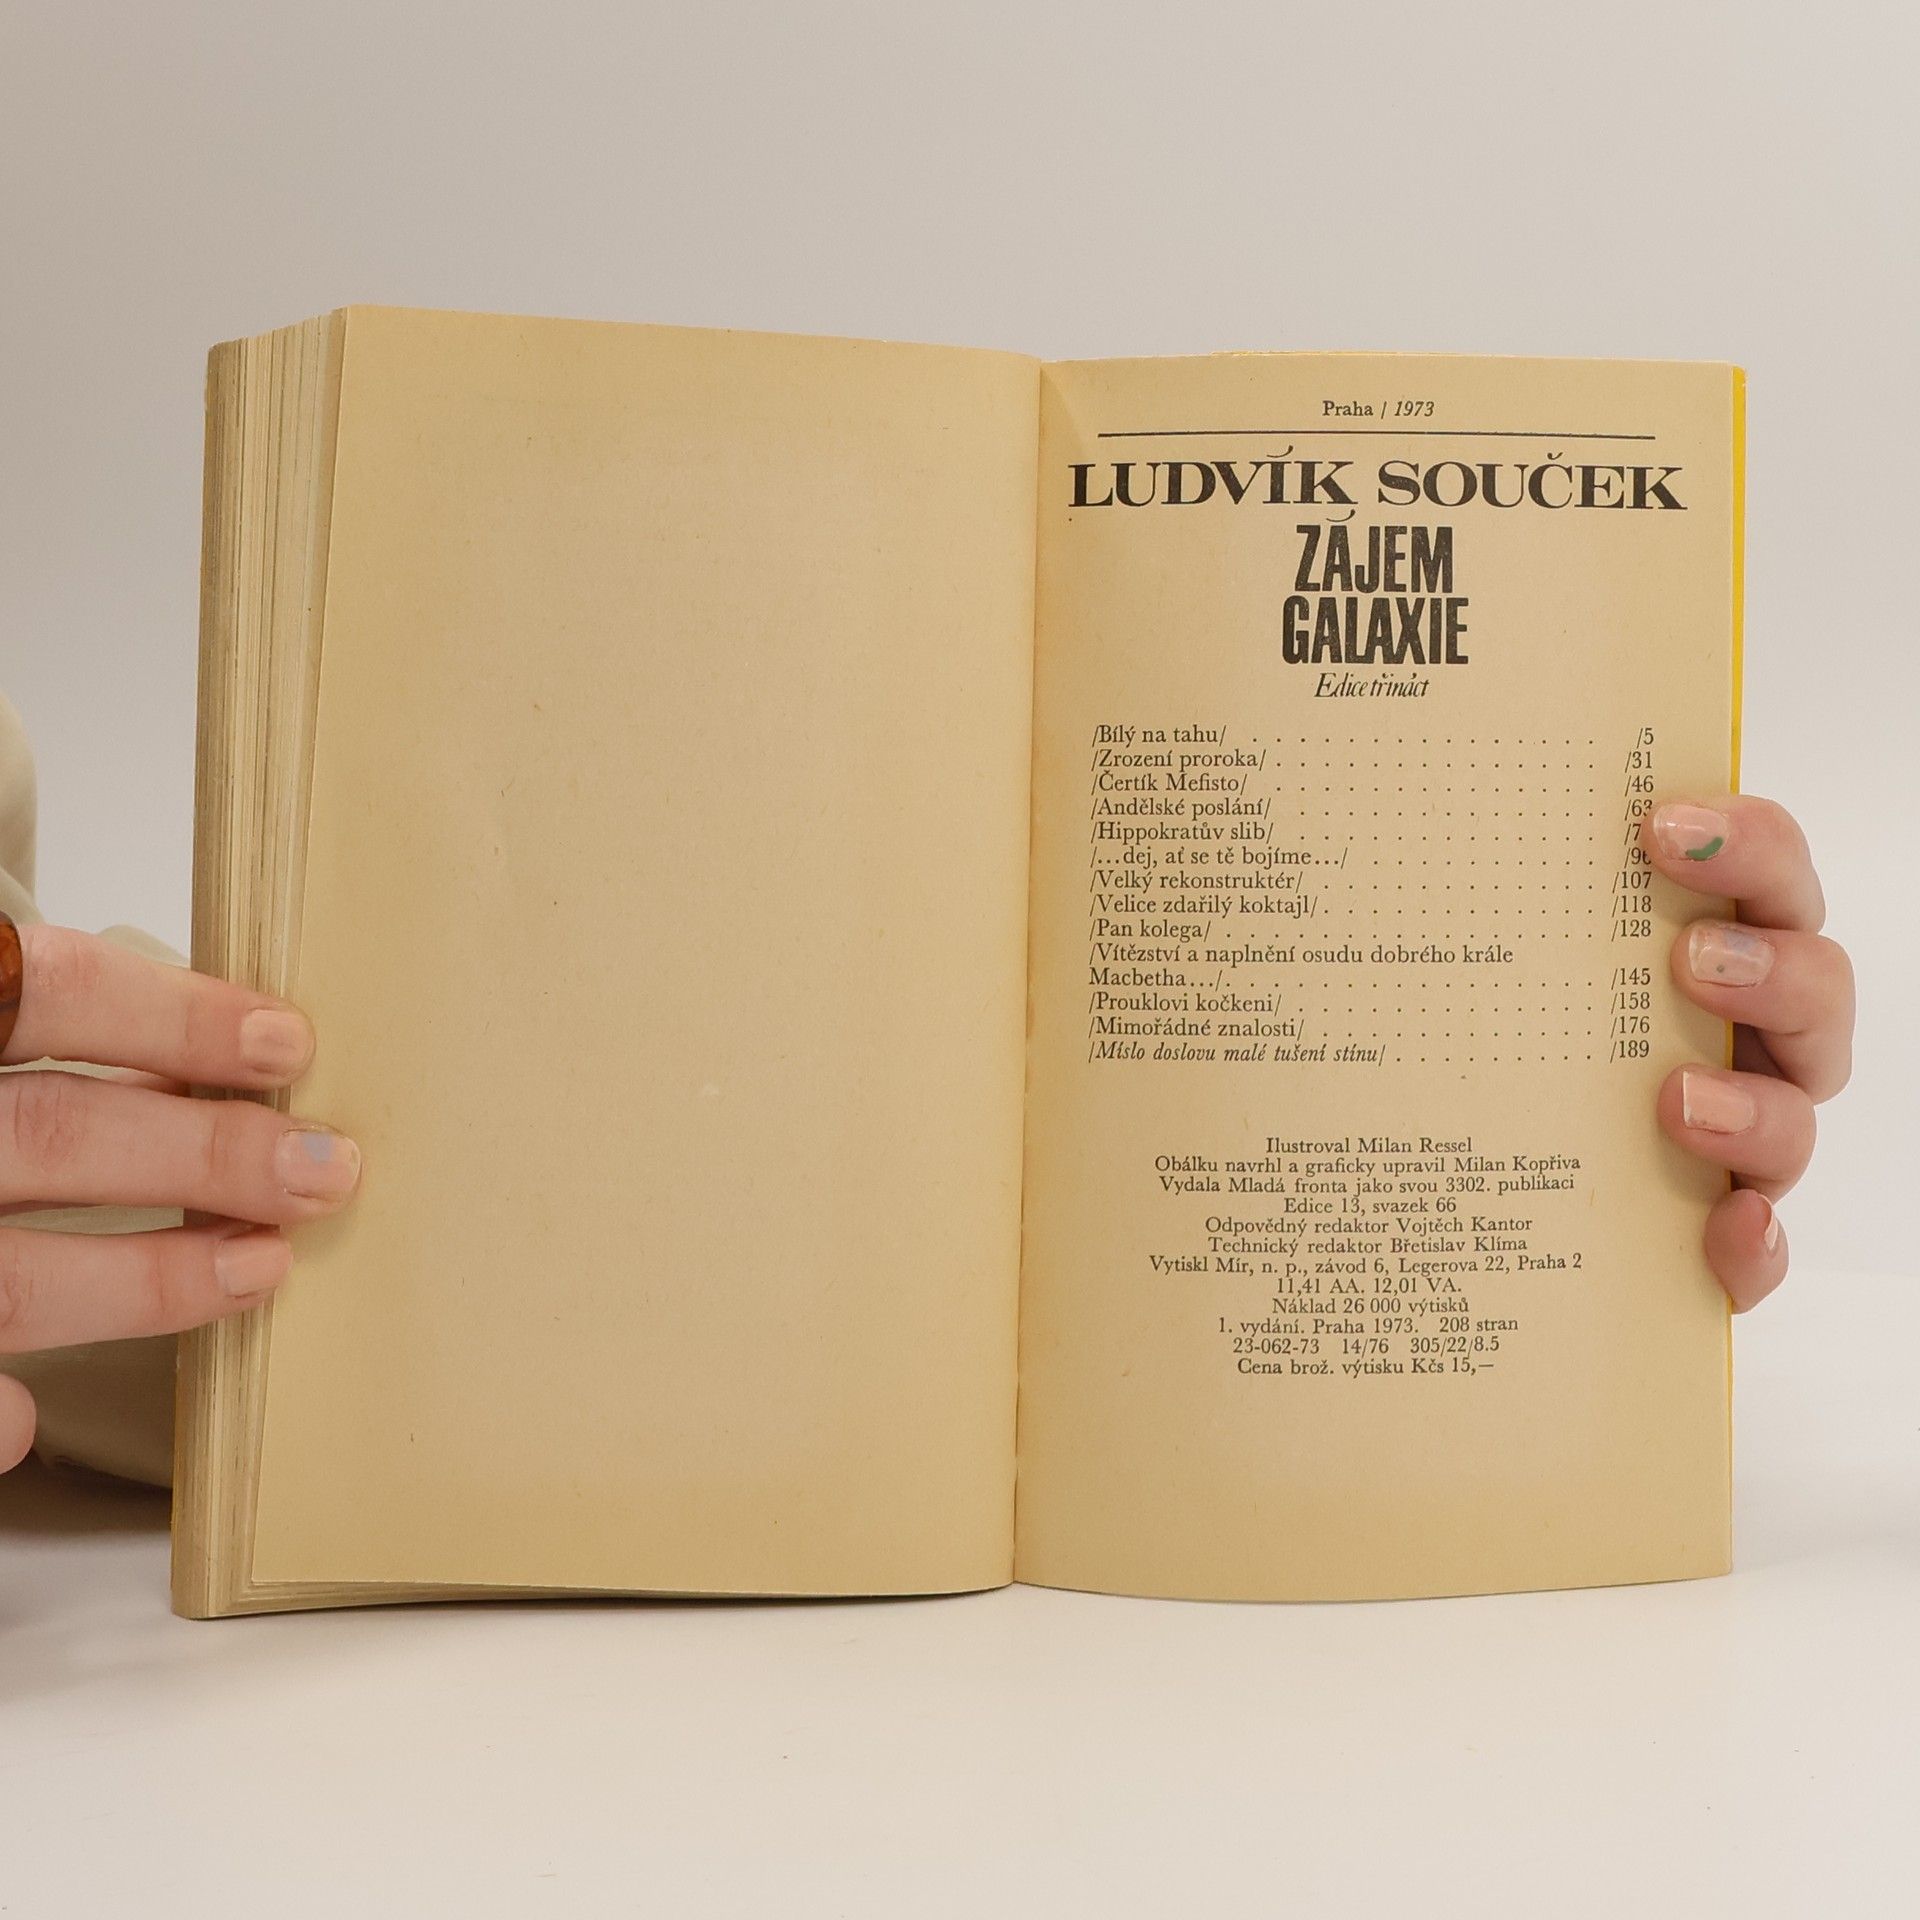 Praha / 1973
LUDVÍK SOUČEK
ZÁJEM
GALAXIE
Edice třináct
/Bílý na tahu/ . . . . . . . . . . . . . . . /5
/Zrození proroka/ . . . . . . . . . . . . . . /31
/Čertík Mefisto/ . . . . . . . . . . . . . . /46
/Andělské poslání/ . . . . . . . . . . . . . /63
/Hippokratův slib/ . . . . . . . . . . . . . /7
/...dej, ať se tě bojíme.../ . . . . . . . . . . /96
/Velký rekonstruktér/ . . . . . . . . . . . . /107
/Velice zdařilý koktajl/ . . . . . . . . . . . . /118
/Pan kolega/ . . . . . . . . . . . . . . . . /128
/Vítězství a naplnění osudu dobrého krále
Macbetha.../ . . . . . . . . . . . . . . . . /145
/Prouklovi kočkeni/ . . . . . . . . . . . . . /158
/Mimořádné znalosti/ . . . . . . . . . . . . /176
/Míslo doslovu malé tušení stínu/ . . . . . . . . . /189
Ilustroval Milan Ressel
Obálku navrhl a graficky upravil Milan Kopřiva
Vydala Mladá fronta jako svou 3302. publikaci
Edice 13, svazek 66
Odpovědný redaktor Vojtěch Kantor
Technický redaktor Břetislav Klíma
Vytiskl Mír, n. p., závod 6, Legerova 22, Praha 2
11,41 AA. 12,01 VA.
Náklad 26 000 výtisků
1. vydání. Praha 1973. 208 stran
23-062-73 14/76 305/22/8.5
Cena brož. výtisku Kčs 15,—